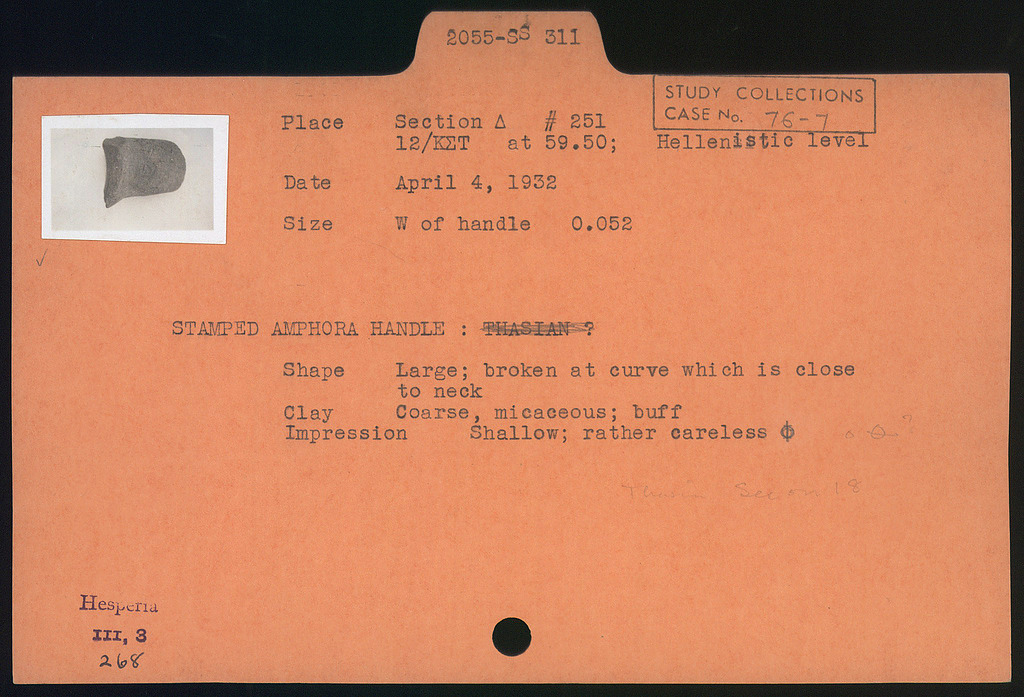 2055-SS 311
STUDY COLLECTIONS
CASE No. 76-7
Place Section Δ # 251
12/ΚΣΤ at 59.50; Hellenistic level
Date April 4, 1932
Size W of handle 0.052
STAMPED AMPHORA HANDLE : THASIAN ?
Shape Large; broken at curve which is close
to neck
Clay Coarse, micaceous; buff
Impression Shallow; rather careless Φ
18
Hesperia
III, 3
268